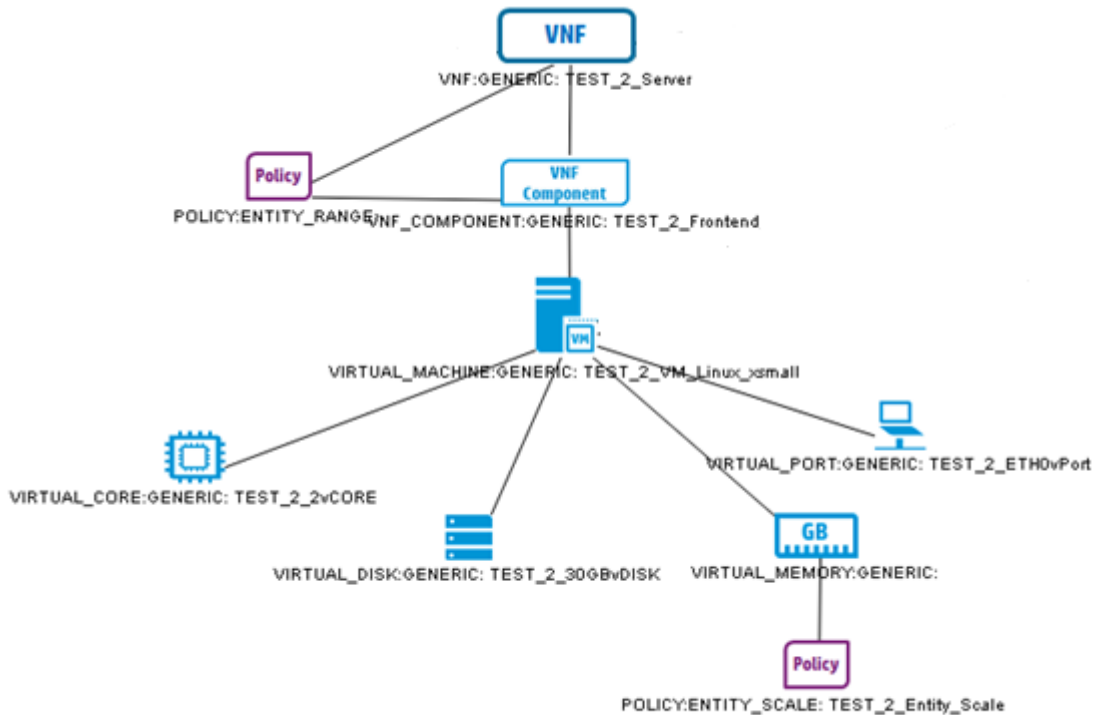 VNF
VNF:GENERIC: TEST_2_Server
Policy
VNF
Component
POLICY:ENTITY_RANGE:
VNF_COMPONENT:GENERIC: TEST_2_Frontend
VM
VIRTUAL_MACHINE:GENERIC: TEST_2_VM_Linux_xsmall
VIRTUAL_PORT:GENERIC: TEST_2_ETH0vPort
VIRTUAL_CORE:GENERIC: TEST_2_2vCORE
GB
VIRTUAL_DISK:GENERIC: TEST_2_30GBvDISK
VIRTUAL_MEMORY:GENERIC:
Policy
POLICY:ENTITY_SCALE: TEST_2_Entity_Scale